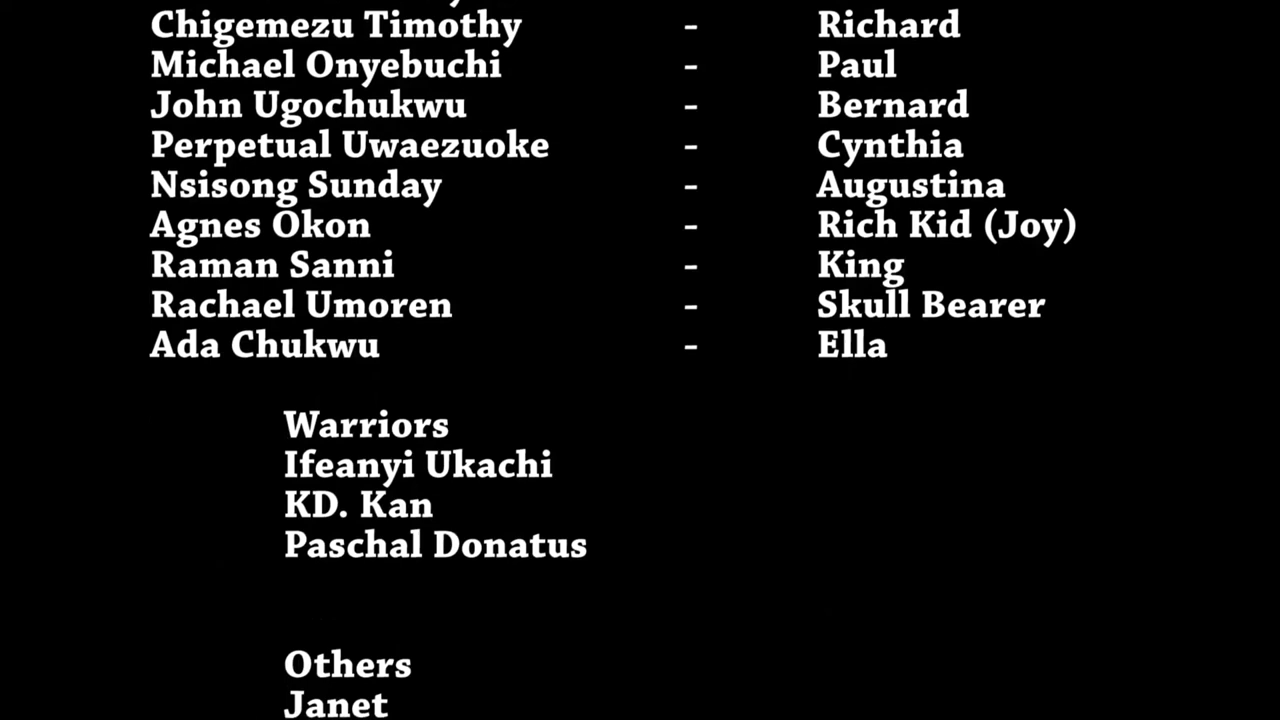 Chigemezu Timothy - Richard
Michael Onyebuchi - Paul
John Ugochukwu - Bernard
Perpetual Uwaezuoke - Cynthia
Nsisong Sunday - Augustina
Agnes Okon - Rich Kid (Joy)
Raman Sanni - King
Rachael Umoren - Skull Bearer
Ada Chukwu - Ella
Warriors
Ifeanyi Ukachi
KD. Kan
Paschal Donatus
Others
Janet